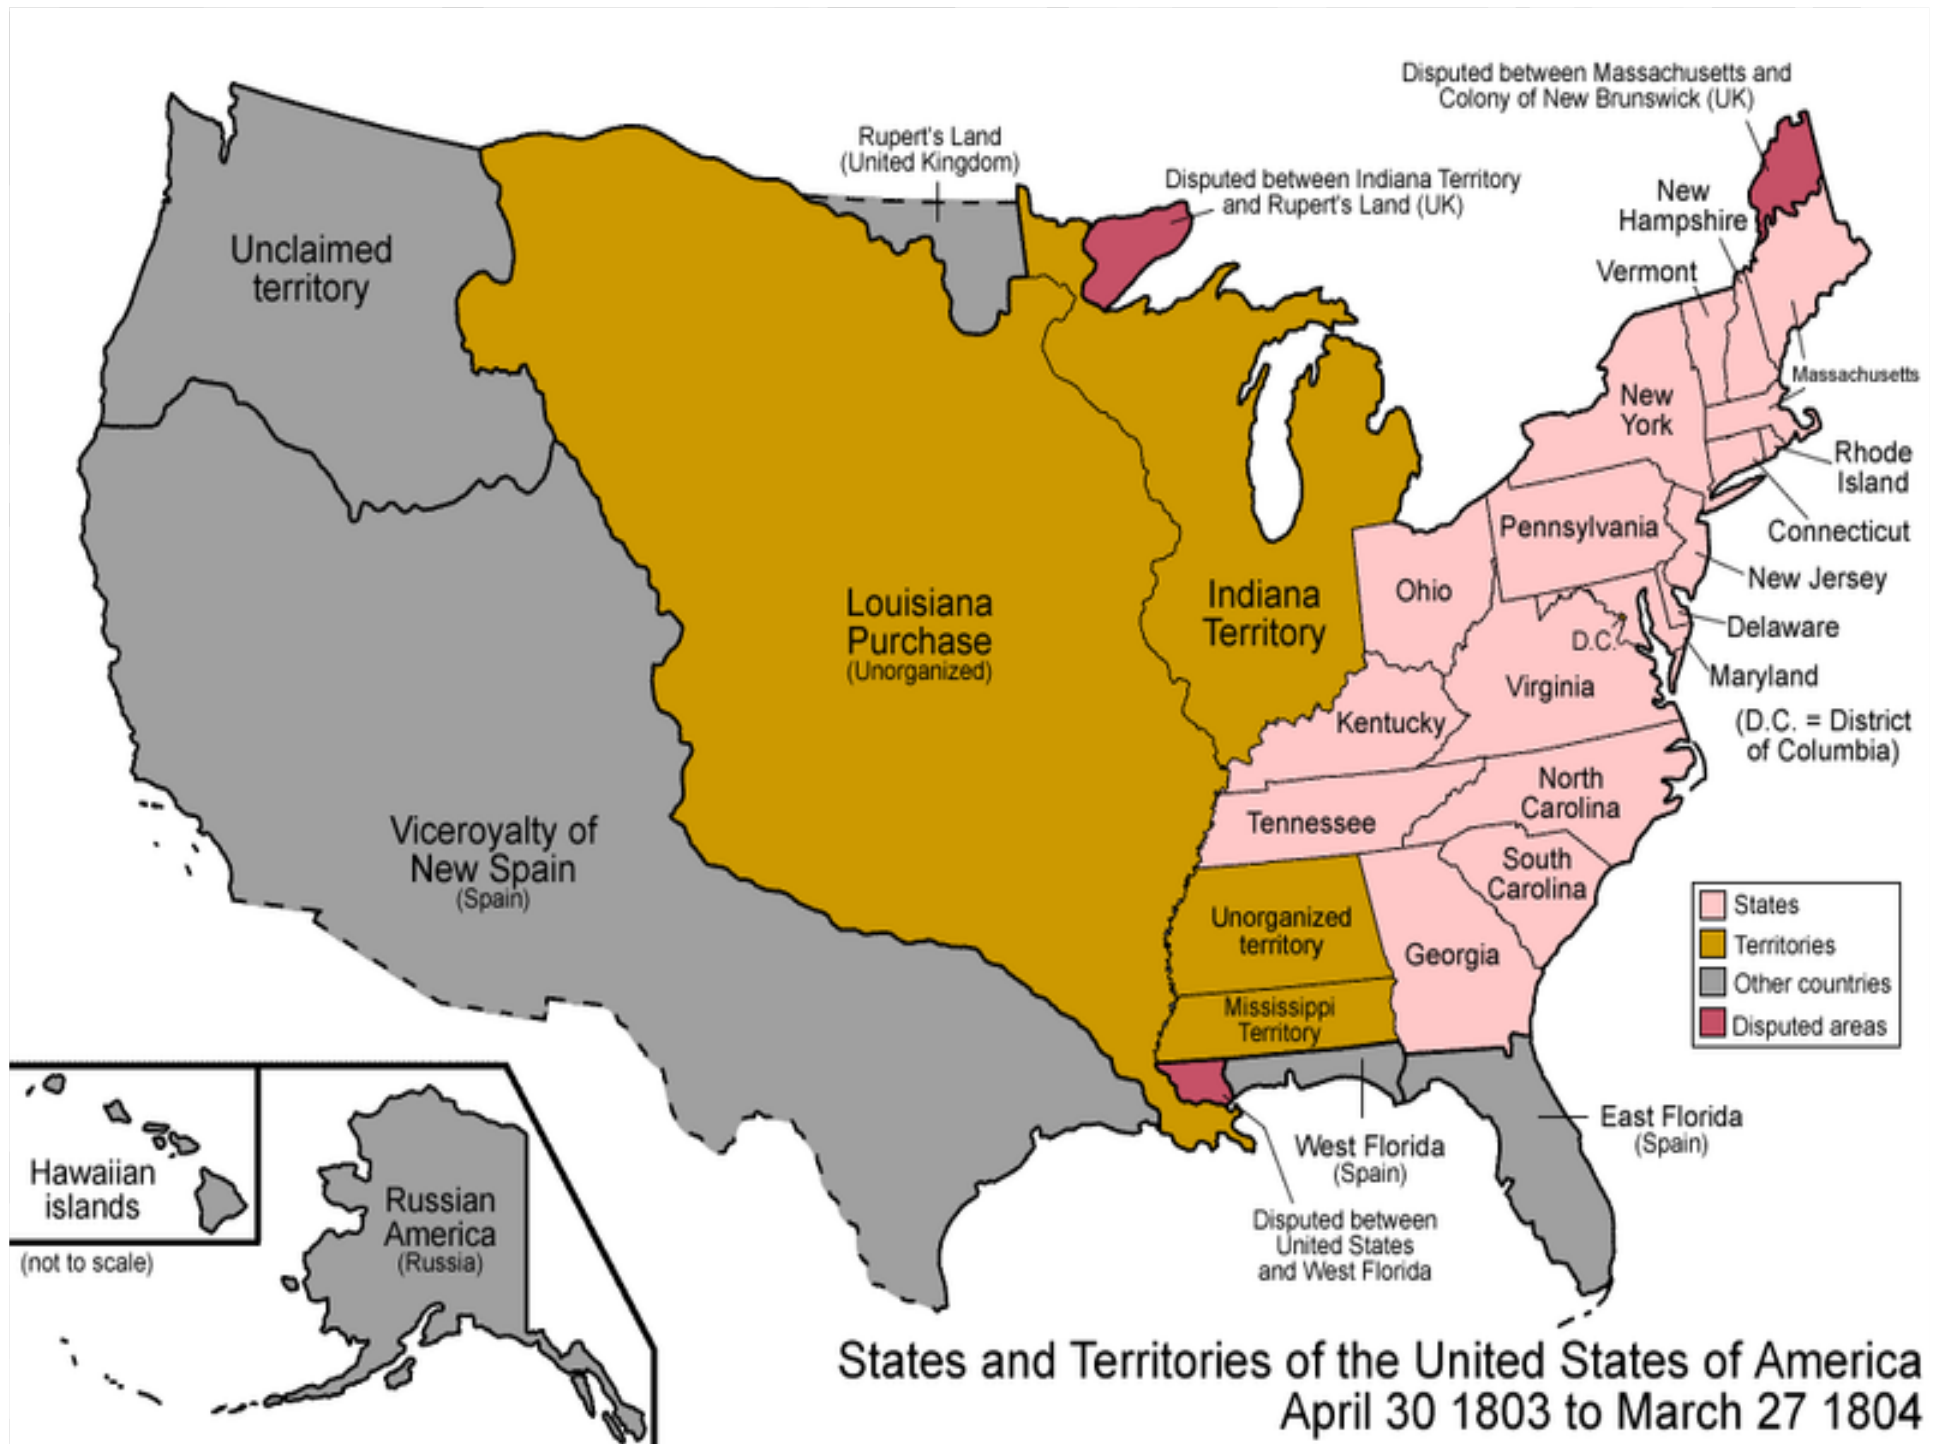 Disputed between Massachusetts and
Colony of New Brunswick (UK)
Rupert's Land
(United Kingdom)
Disputed between Indiana Territory
and Rupert's Land (UK)
New
Hampshire
Vermont
Unclaimed
territory
Massachusetts
New
York
Rhode
Island
Connecticut
Pennsylvania
New Jersey
Ohio
Delaware
D.C.
Maryland
Louisiana
Purchase
(Unorganized)
Indiana
Territory
Virginia
(D.C. = District
of Columbia)
Kentucky
North
Carolina
Tennessee
South
Carolina
Viceroyalty of
New Spain
(Spain)
Unorganized
territory
Georgia
Mississippi
Territory
States
Territories
Other countries
Disputed areas
East Florida
(Spain)
West Florida
(Spain)
Disputed between
United States
and West Florida
Hawaiian
islands
(not to scale)
Russian
America
(Russia)
States and Territories of the United States of America
April 30 1803 to March 27 1804